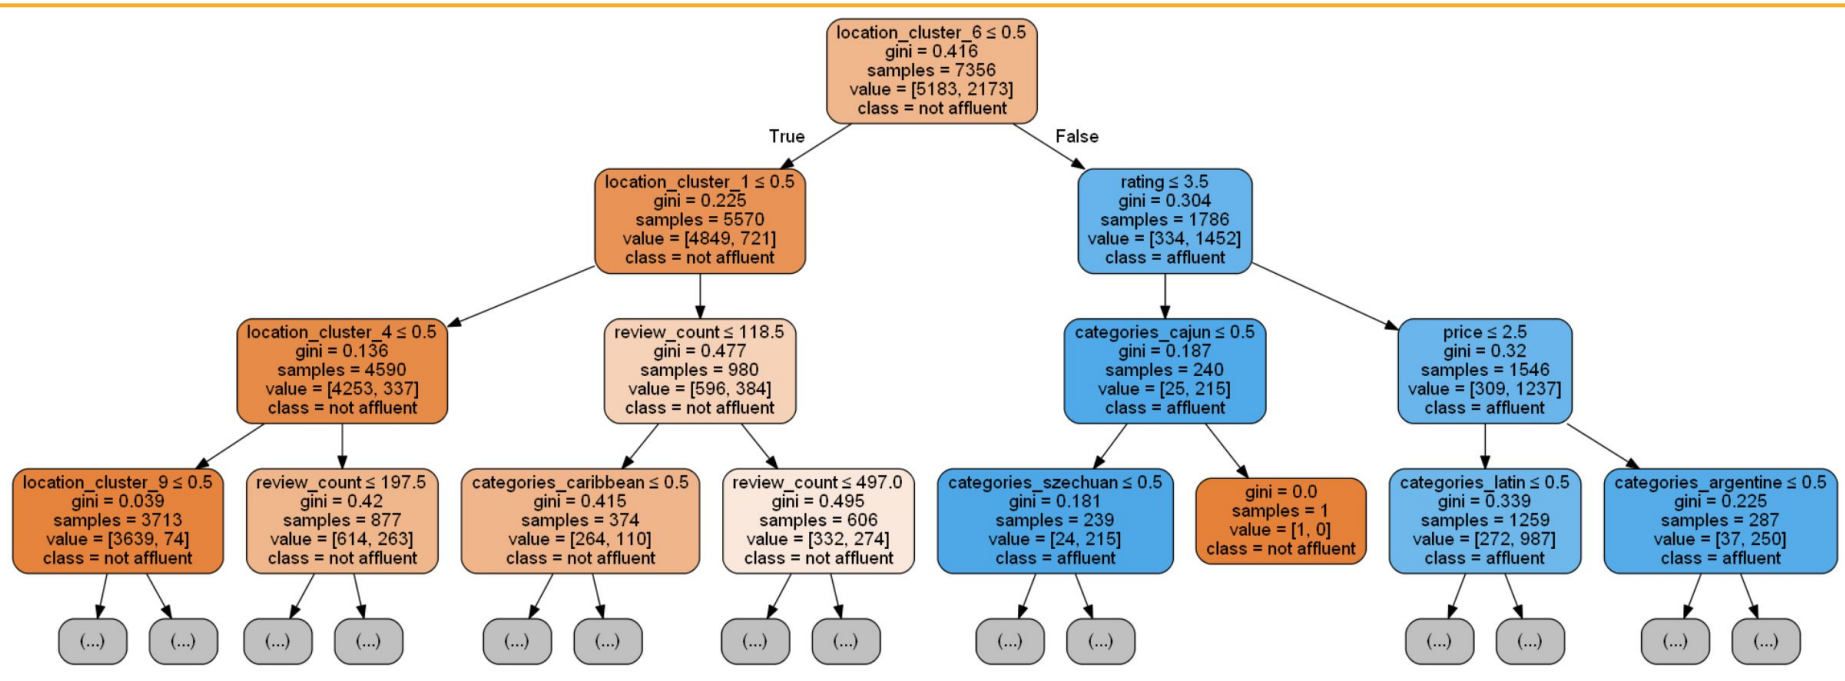 location_cluster_6 ≤ 0.5
gini = 0.416
samples = 7356
value = [5183, 2173]
class = not affluent
True
False
location_cluster_1 ≤ 0.5
gini = 0.225
samples = 5570
value = [4849, 721]
class = not affluent
rating ≤ 3.5
gini = 0.304
samples = 1786
value = [334, 1452]
class = affluent
location_cluster_4 ≤ 0.5
gini = 0.136
samples = 4590
value = [4253, 337]
class = not affluent
review_count ≤ 118.5
gini = 0.477
samples = 980
value = [596, 384]
class = not affluent
categories_cajun ≤ 0.5
gini = 0.187
samples = 240
value = [25, 215]
class = affluent
price ≤ 2.5
gini = 0.32
samples = 1546
value = [309, 1237]
class = affluent
location_cluster_9 ≤ 0.5
gini = 0.039
samples = 3713
value = [3639, 74]
class = not affluent
review_count ≤ 197.5
gini = 0.42
samples = 877
value = [614, 263]
class = not affluent
categories_caribbean ≤ 0.5
gini = 0.415
samples = 374
value = [264, 110]
class = not affluent
review_count ≤ 497.0
gini = 0.495
samples = 606
value = [332, 274]
class = not affluent
categories_szechuan ≤ 0.5
gini = 0.181
samples = 239
value = [24, 215]
class = affluent
gini = 0.0
samples = 1
value = [1, 0]
class = not affluent
categories_latin ≤ 0.5
gini = 0.339
samples = 1259
value = [272, 987]
class = affluent
categories_argentine ≤ 0.5
gini = 0.225
samples = 287
value = [37, 250]
class = affluent
(...)
(...)
(...)
(...)
(...)
(...)
(...)
(...)
(...)
(...)
(...)
(...)
(...)
(...)